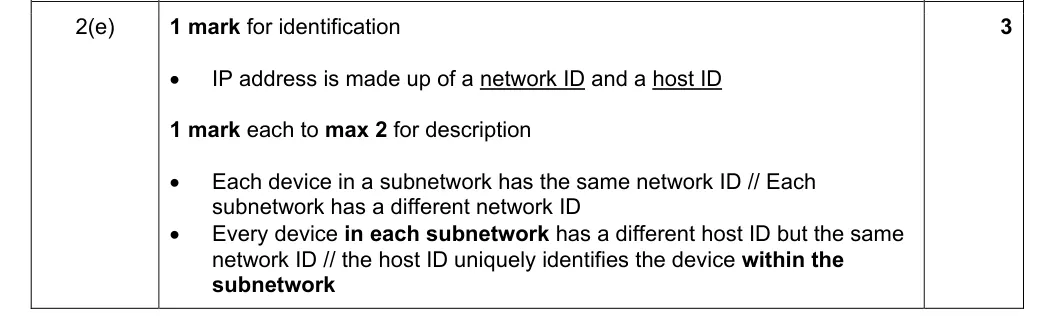 2(e)
1 mark for identification
3
• IP address is made up of a network ID and a host ID
1 mark each to max 2 for description
• Each device in a subnetwork has the same network ID // Each
subnetwork has a different network ID
• Every device in each subnetwork has a different host ID but the same
network ID // the host ID uniquely identifies the device within the
subnetwork